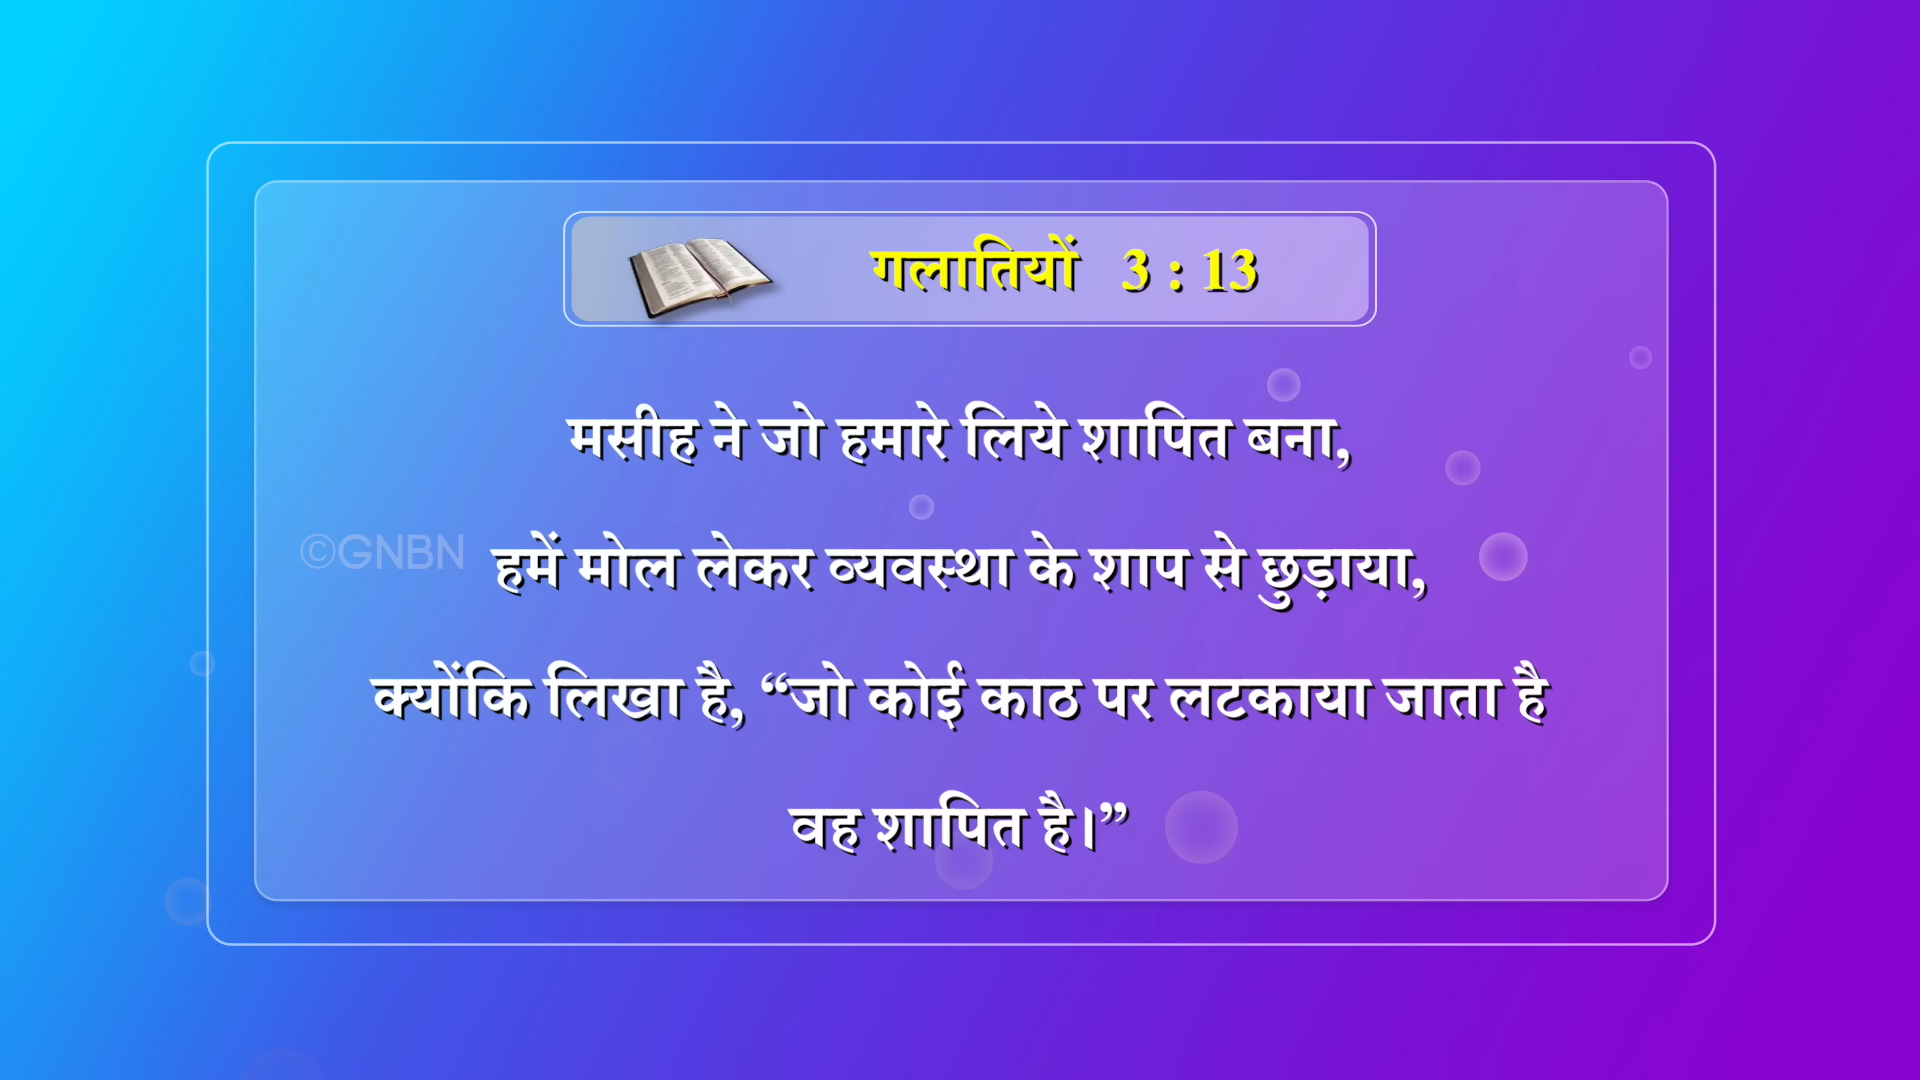 गलातियों 3 : 13
मसीह ने जो हमारे लिये शापित बना,
©GNBN
हमें मोल लेकर व्यवस्था के शाप से छुड़ाया,
क्योंकि लिखा है, “जो कोई काठ पर लटकाया जाता है
वह शापित है।”